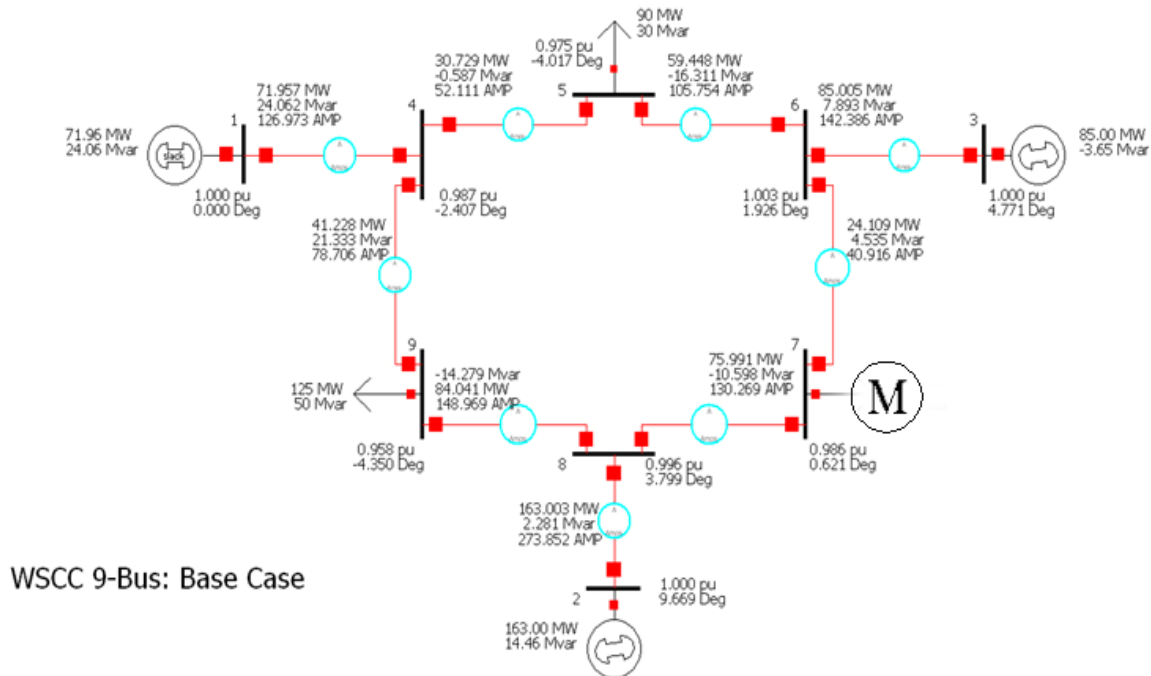 90 MW
30 Mvar
0.975 pu
-4.017 Deg
5
30.729 MW
-0.587 Mvar
52.111 AMP
59.448 MW
-16.311 Mvar
105.754 AMP
71.957 MW
24.062 Mvar
126.973 AMP
4
85.005 MW
7.893 Mvar
142.386 AMP
6
3
1
71.96 MW
24.06 Mvar
slack
A
Amps
A
Amps
A
Amps
A
Amps
85.00 MW
-3.65 Mvar
1.000 pu
0.000 Deg
0.987 pu
-2.407 Deg
1.003 pu
1.926 Deg
1.000 pu
4.771 Deg
41.228 MW
21.333 Mvar
78.706 AMP
A
Amps
24.109 MW
4.535 Mvar
40.916 AMP
A
Amps
9
7
125 MW
50 Mvar
-14.279 Mvar
84.041 MW
148.969 AMP
A
Amps
75.991 MW
-10.598 Mvar
130.269 AMP
A
Amps
M
0.958 pu
-4.350 Deg
8
0.996 pu
3.799 Deg
0.986 pu
0.621 Deg
163.003 MW
2.281 Mvar
273.852 AMP
A
Amps
WSCC 9-Bus: Base Case
2
1.000 pu
9.669 Deg
163.00 MW
14.46 Mvar